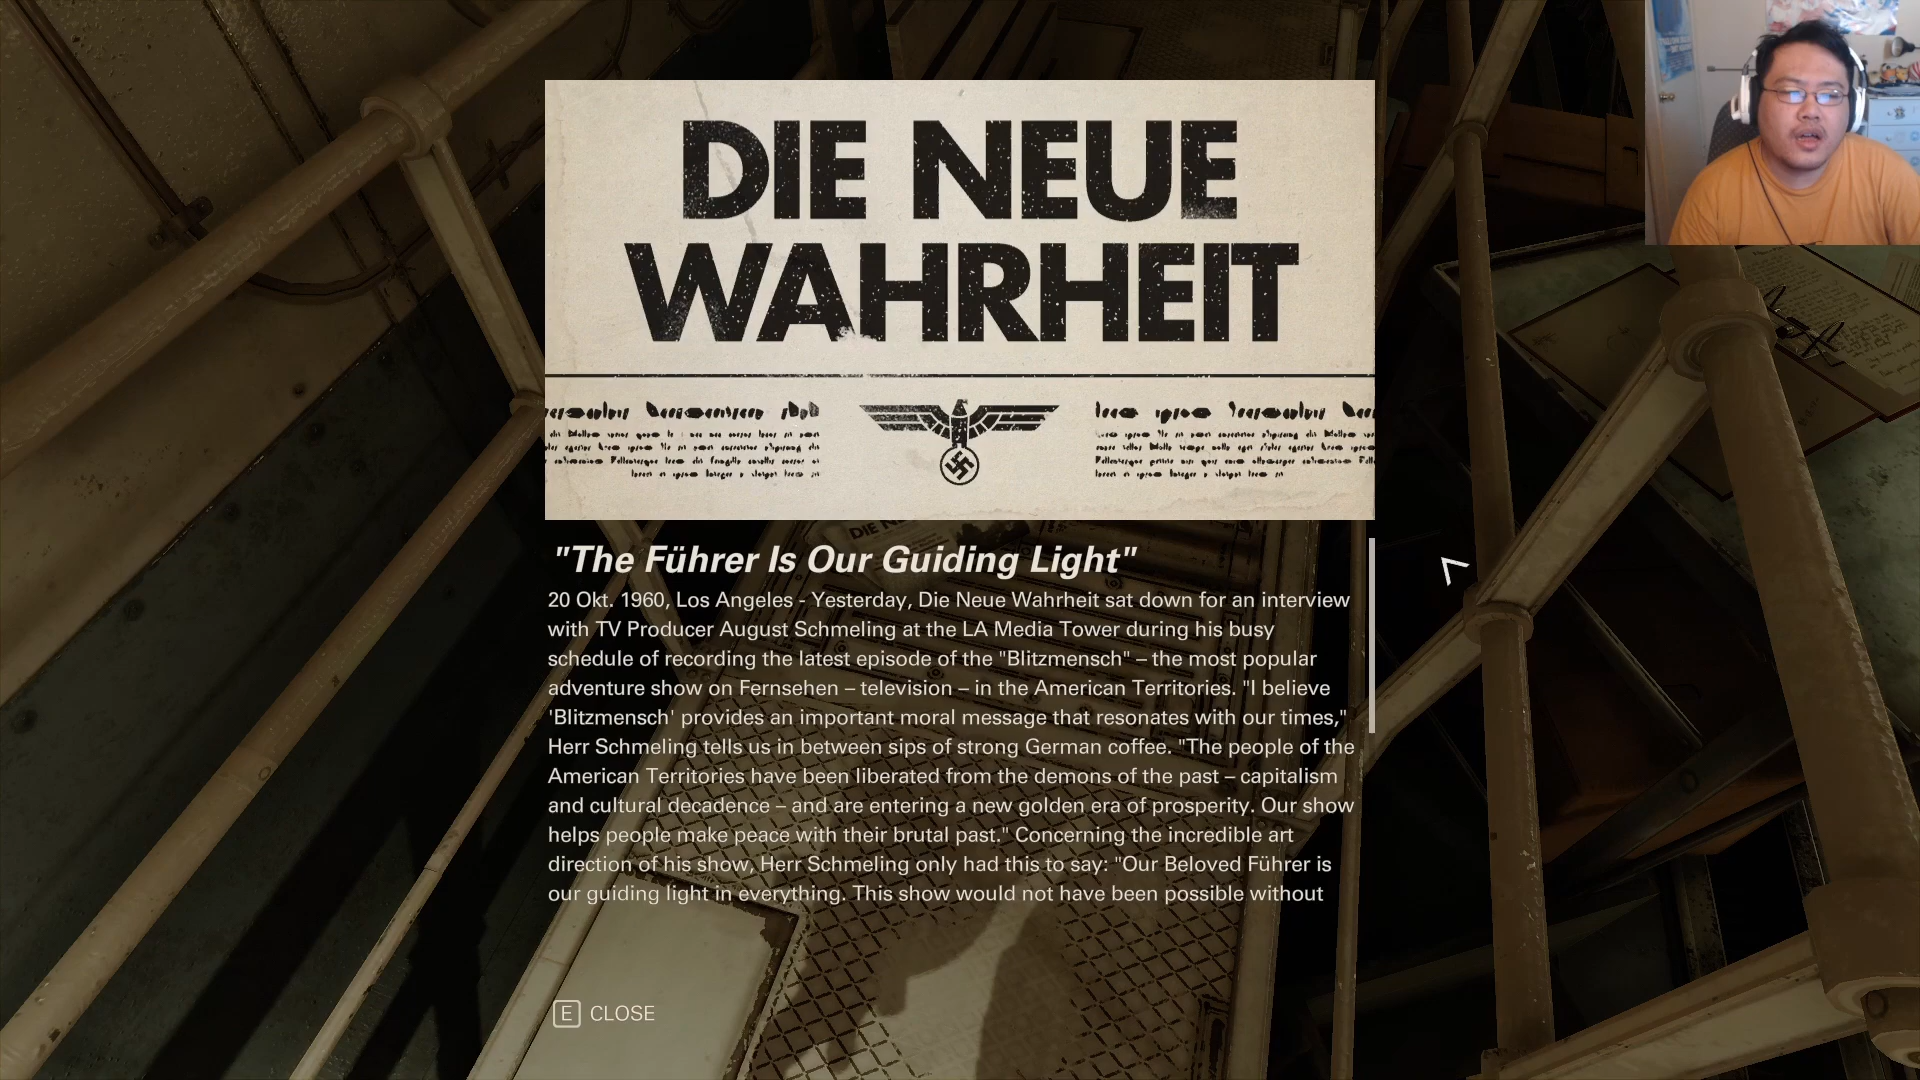 DIE NEUE
WAHRHEIT
"The Führer Is Our Guiding Light"
20 Okt. 1960, Los Angeles - Yesterday, Die Neue Wahrheit sat down for an interview
with TV Producer August Schmeling at the LA Media Tower during his busy
schedule of recording the latest episode of the "Blitzmensch" – the most popular
adventure show on Fernsehen – television – in the American Territories. "I believe
'Blitzmensch' provides an important moral message that resonates with our times,"
Herr Schmeling tells us in between sips of strong German coffee. "The people of the
American Territories have been liberated from the demons of the past – capitalism
and cultural decadence – and are entering a new golden era of prosperity. Our show
helps people make peace with their brutal past." Concerning the incredible art
direction of his show, Herr Schmeling only had this to say: "Our Beloved Führer is
our guiding light in everything. This show would not have been possible without
E CLOSE